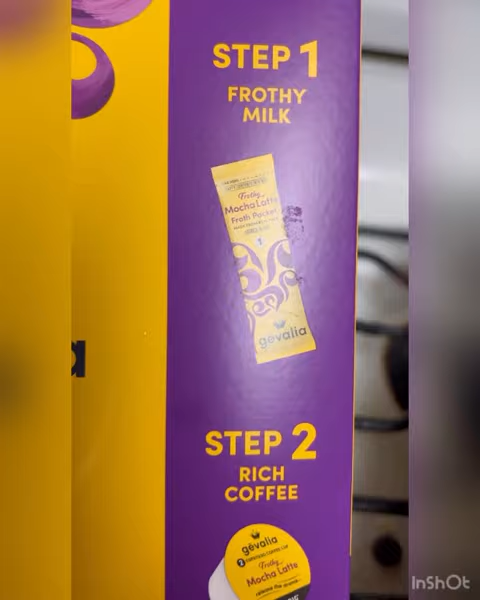 STEP 1
FROTHY
MILK
Frothy
Mocha Latte
Froth Packet
1
gevalia
a
STEP 2
RICH
COFFEE
gevalia
2
Frothy
Mocha Latte
InShOt